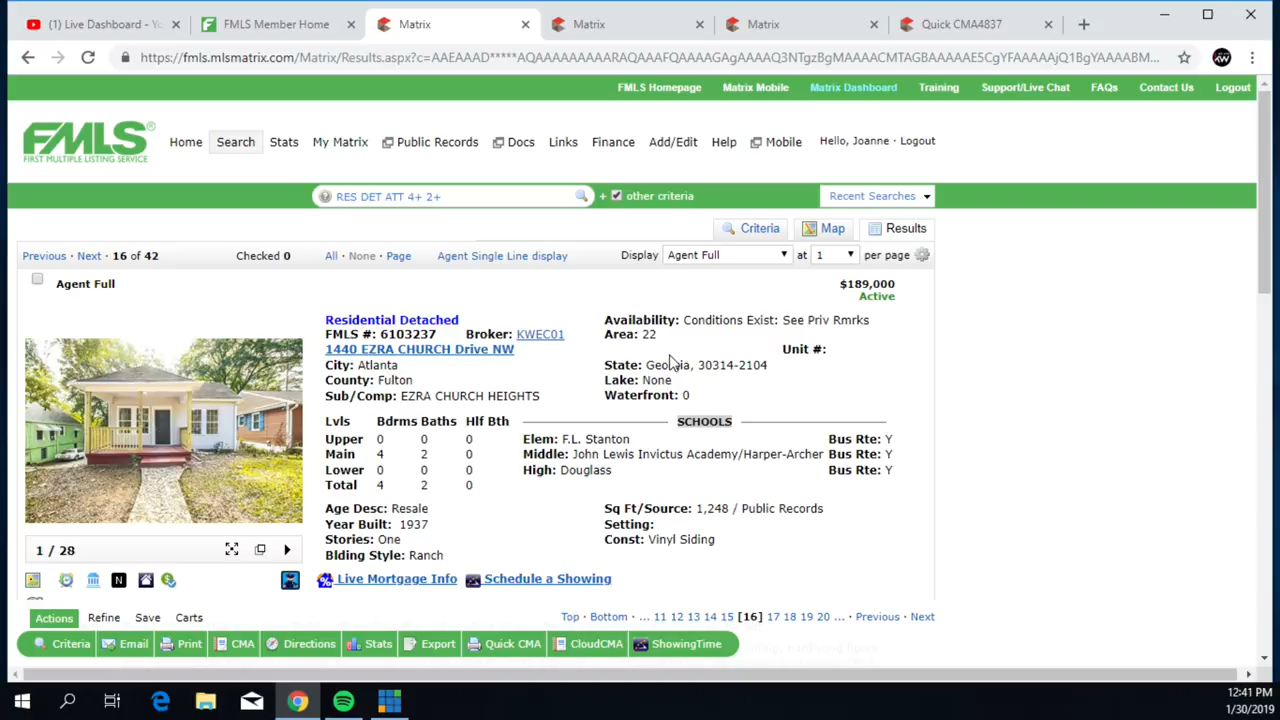 (1) Live Dashboard - Yo
FMLS Member Home
Matrix
Matrix
Matrix
Quick CMA4837
https://fmls.mlsmatrix.com/Matrix/Results.aspx?c=AAEAAAD*****AQAAAAAAAAARAQAAAFQAAAAGAgAAAAQ3NTgzBgMAAAACMTAGBAAAAAE5CgYFAAAAAjQ1BgYAAAABM...
FMLS Homepage Matrix Mobile Matrix Dashboard Training Support/Live Chat FAQs Contact Us Logout
FMLS®
FIRST MULTIPLE LISTING SERVICE
Home Search Stats My Matrix Public Records Docs Links Finance Add/Edit Help Mobile Hello, Joanne · Logout
RES DET ATT 4+ 2+ + other criteria Recent Searches
Criteria Map Results
Previous · Next · 16 of 42 Checked 0 All · None · Page Agent Single Line display Display Agent Full at 1 per page
Agent Full $189,000
Active
Residential Detached Availability: Conditions Exist: See Priv Rmrks
FMLS #: 6103237 Broker: KWEC01 Area: 22
1440 EZRA CHURCH Drive NW Unit #:
City: Atlanta State: Georgia, 30314-2104
County: Fulton Lake: None
Sub/Comp: EZRA CHURCH HEIGHTS Waterfront: 0
Lvls Bdrms Baths Hlf Bth SCHOOLS
Upper 0 0 0 Elem: F.L. Stanton Bus Rte: Y
Main 4 2 0 Middle: John Lewis Invictus Academy/Harper-Archer Bus Rte: Y
Lower 0 0 0 High: Douglass Bus Rte: Y
Total 4 2 0
Age Desc: Resale Sq Ft/Source: 1,248 / Public Records
Year Built: 1937 Setting:
Stories: One Const: Vinyl Siding
Blding Style: Ranch
1 / 28
N
Live Mortgage Info Schedule a Showing
Actions Refine Save Carts Top · Bottom · ... 11 12 13 14 15 [16] 17 18 19 20 ... · Previous · Next
Criteria Email Print CMA Directions Stats Export Quick CMA CloudCMA ShowingTime
12:41 PM
1/30/2019